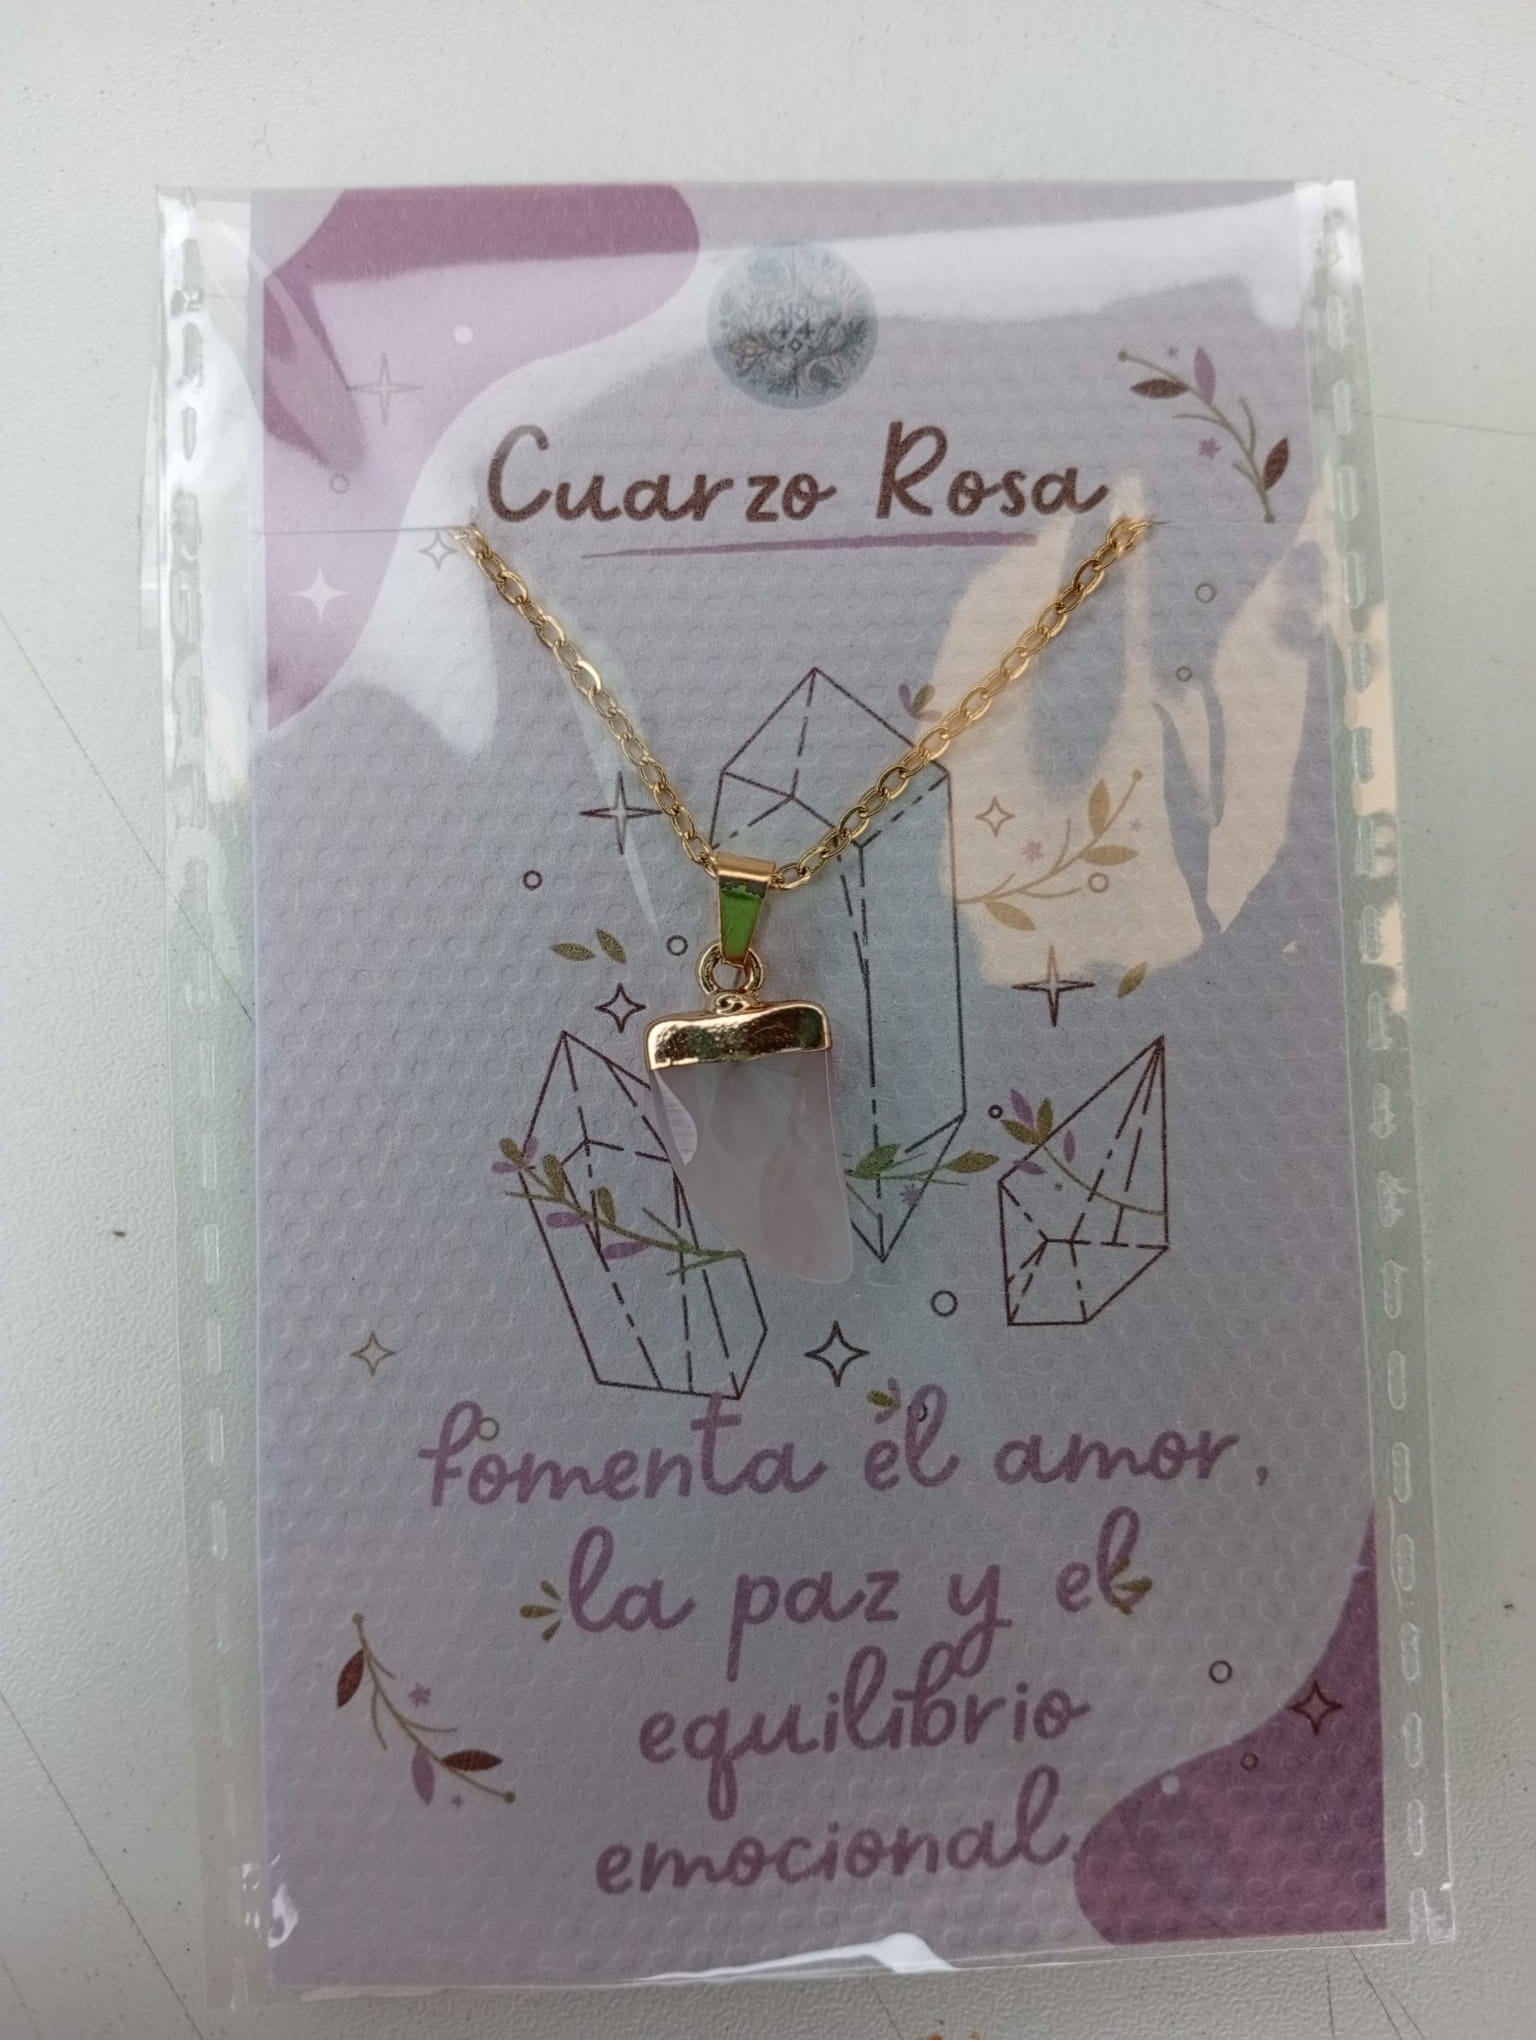 Cuarzo Rosa
fomenta el amor,
la paz y el
equilibrio
emocional.